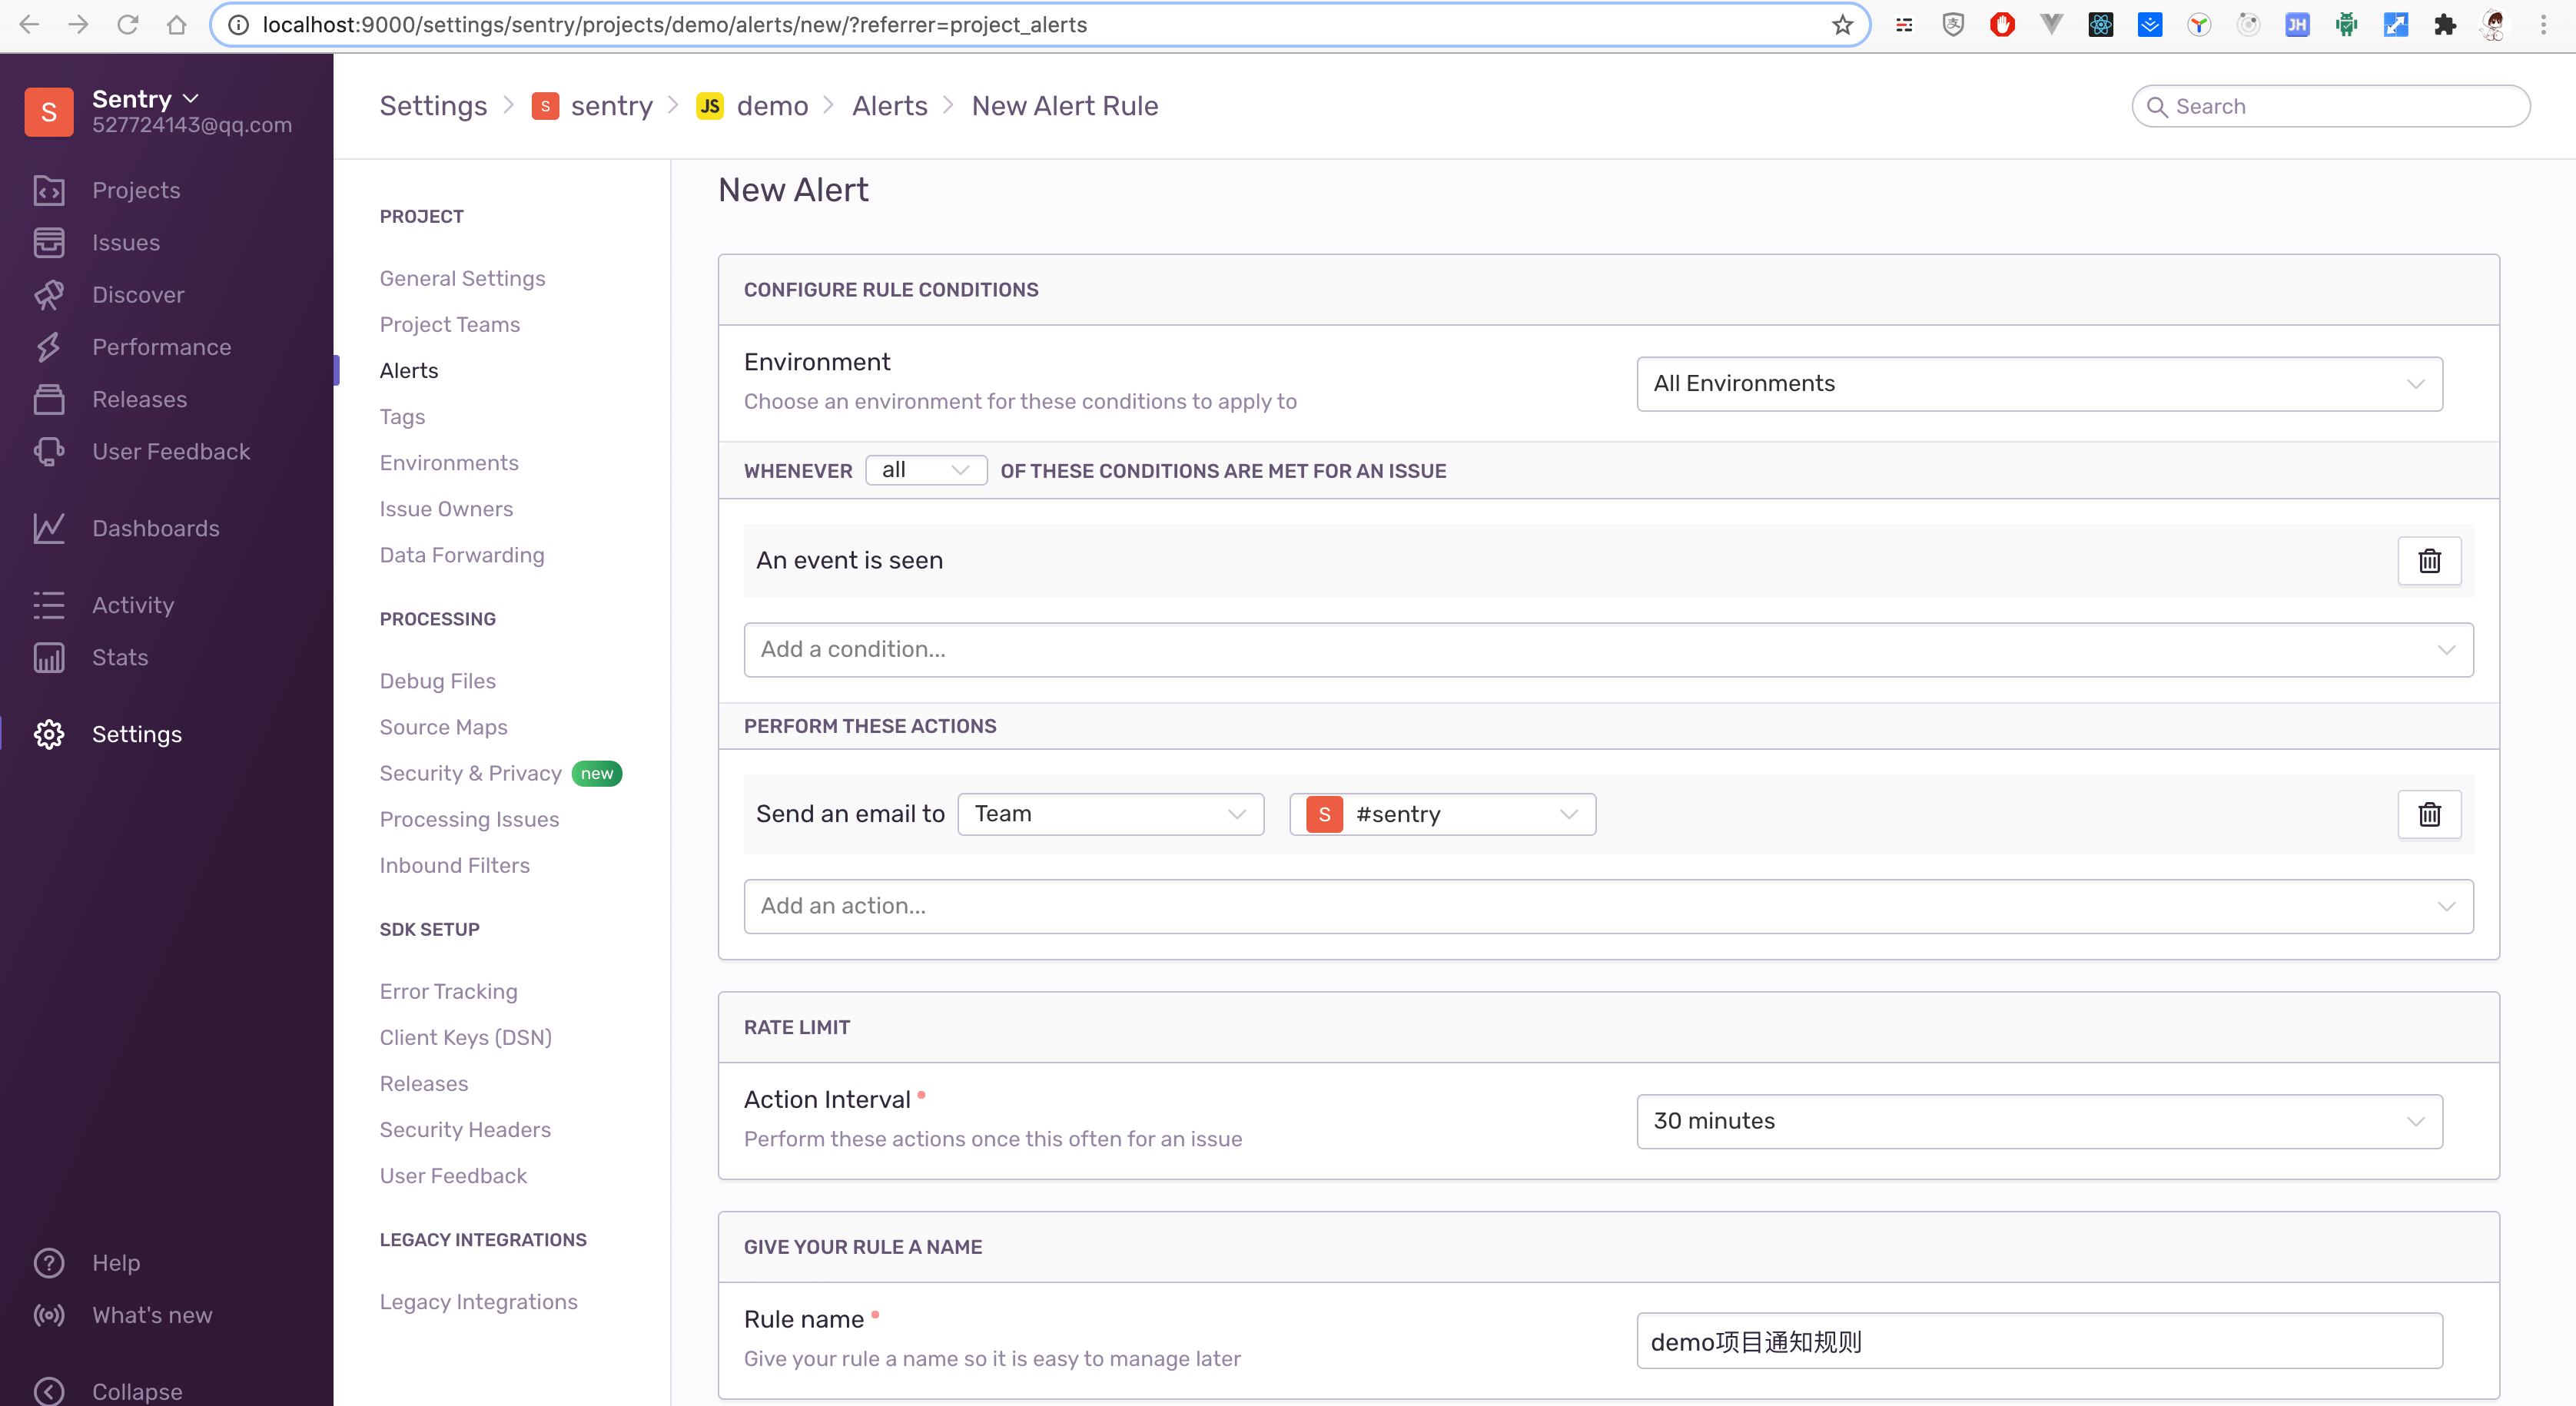 localhost:9000/settings/sentry/projects/demo/alerts/new/?referrer=project_alerts
JH
S
Sentry
527724143@qq.com
Projects
Issues
Discover
Performance
Releases
User Feedback
Dashboards
Activity
Stats
Settings
Help
What's new
Collapse
Settings > S sentry > JS demo > Alerts > New Alert Rule
Search
PROJECT
General Settings
Project Teams
Alerts
Tags
Environments
Issue Owners
Data Forwarding
PROCESSING
Debug Files
Source Maps
Security & Privacy new
Processing Issues
Inbound Filters
SDK SETUP
Error Tracking
Client Keys (DSN)
Releases
Security Headers
User Feedback
LEGACY INTEGRATIONS
Legacy Integrations
New Alert
CONFIGURE RULE CONDITIONS
Environment
Choose an environment for these conditions to apply to
All Environments
WHENEVER all OF THESE CONDITIONS ARE MET FOR AN ISSUE
An event is seen
Add a condition...
PERFORM THESE ACTIONS
Send an email to Team S #sentry
Add an action...
RATE LIMIT
Action Interval
Perform these actions once this often for an issue
30 minutes
GIVE YOUR RULE A NAME
Rule name
Give your rule a name so it is easy to manage later
demo项目通知规则